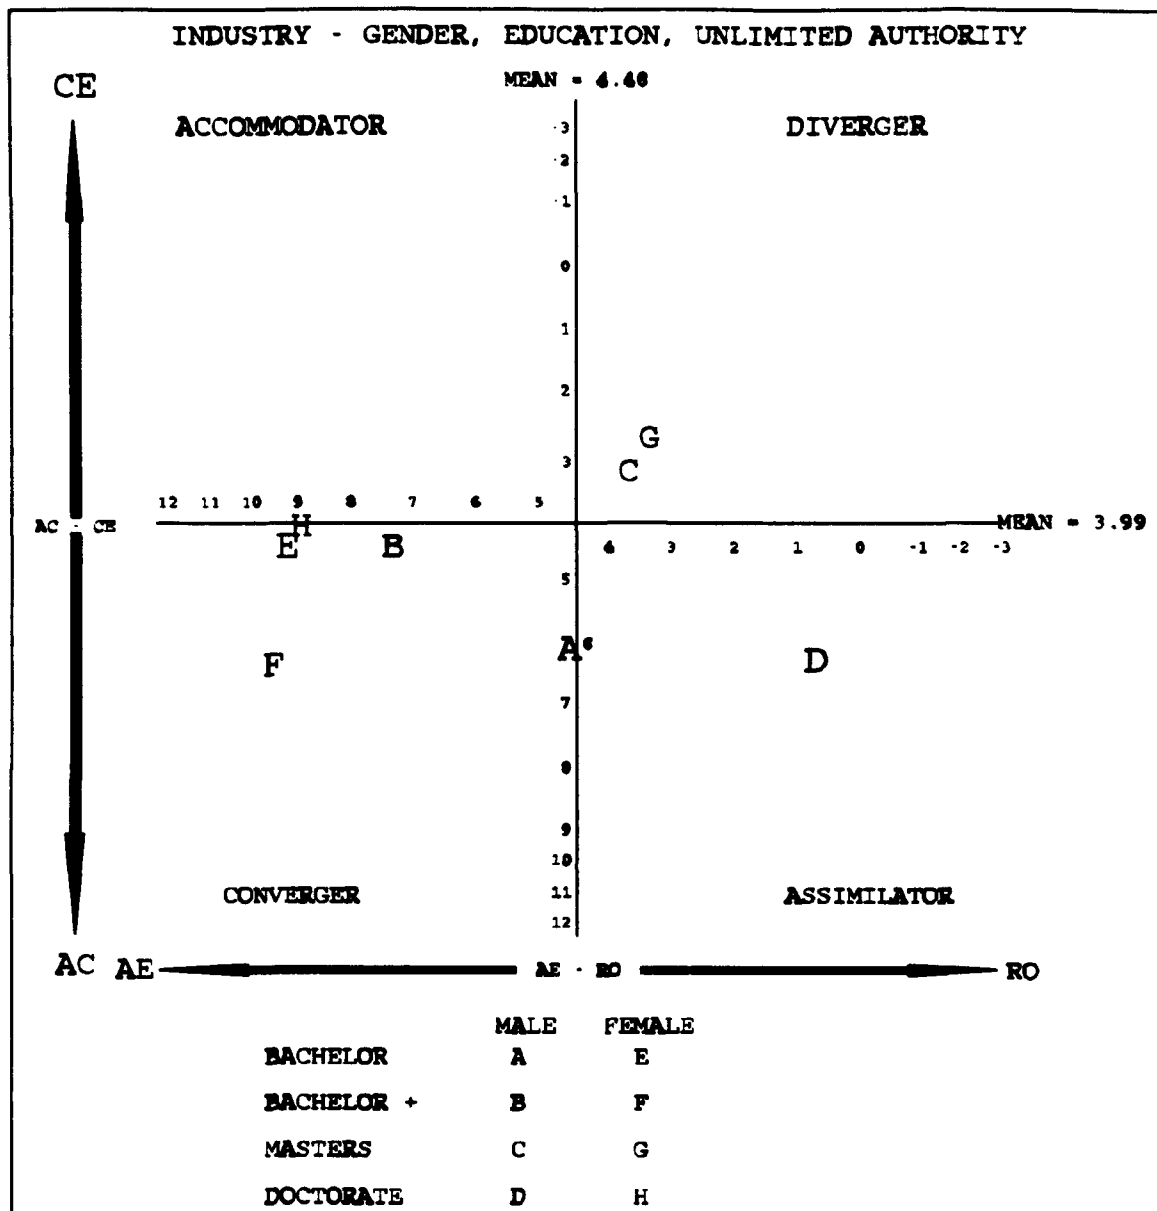 INDUSTRY - GENDER, EDUCATION, UNLIMITED AUTHORITY
MEAN = 4.48
CE
ACCOMMODATOR DIVERGER
-3
-2
-1
0
1
2
G
3 C
12 11 10 9 8 7 6 5
AC - CE H MEAN = 3.99
E B 4 3 2 1 0 -1 -2 -3
5
A 6 D
F
7
8
9
10
CONVERGER 11 ASSIMILATOR
12
AC AE AE - RO RO
MALE FEMALE
BACHELOR A E
BACHELOR + B F
MASTERS C G
DOCTORATE D H